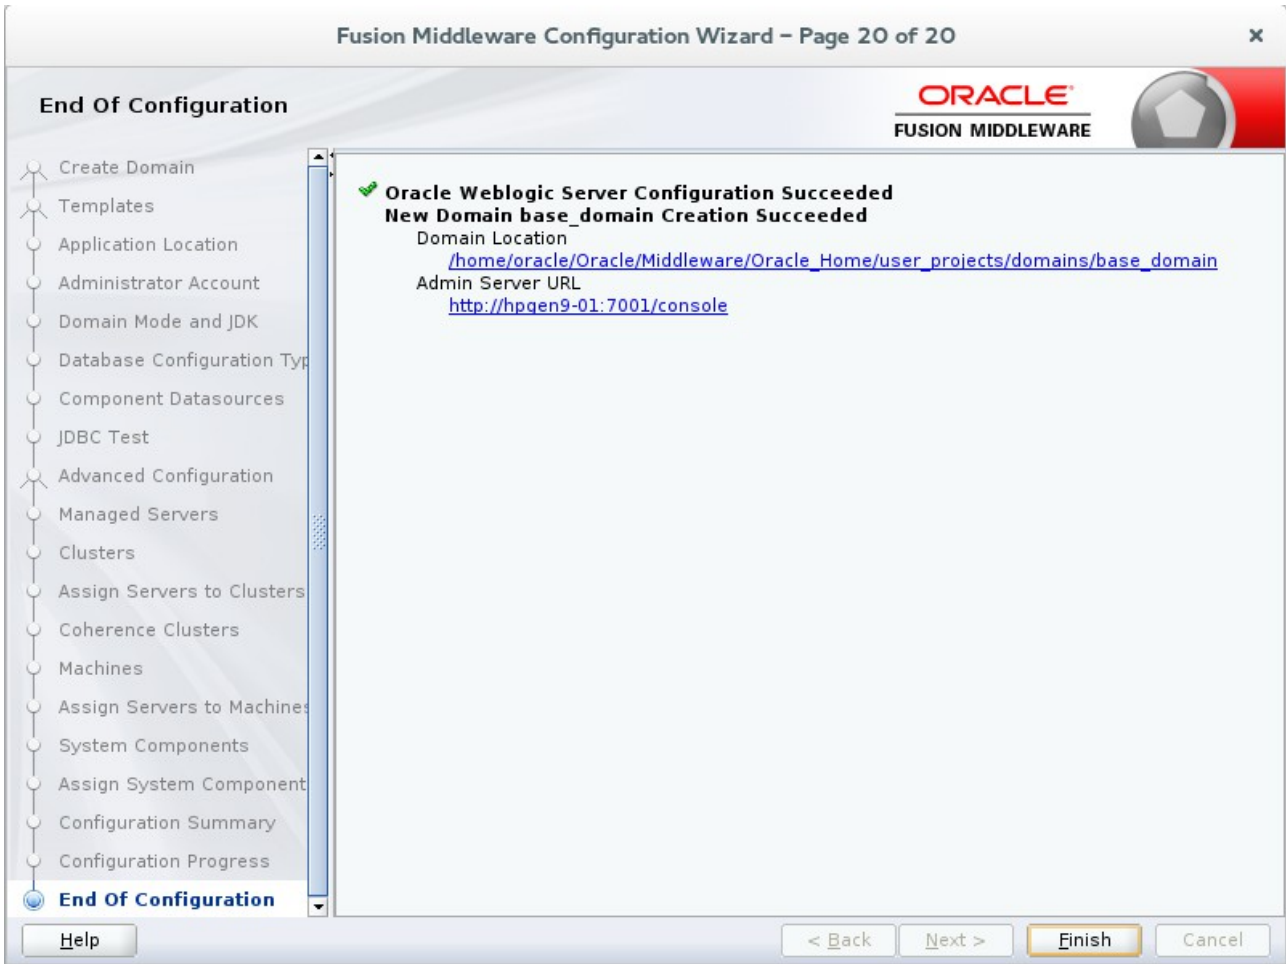 Fusion Middleware Configuration Wizard – Page 20 of 20
End Of Configuration
ORACLE
FUSION MIDDLEWARE
Create Domain
Templates
Application Location
Administrator Account
Domain Mode and JDK
Database Configuration Typ
Component Datasources
JDBC Test
Advanced Configuration
Managed Servers
Clusters
Assign Servers to Clusters
Coherence Clusters
Machines
Assign Servers to Machines
System Components
Assign System Component
Configuration Summary
Configuration Progress
End Of Configuration
Oracle Weblogic Server Configuration Succeeded
New Domain base_domain Creation Succeeded
Domain Location
/home/oracle/Oracle/Middleware/Oracle_Home/user_projects/domains/base_domain
Admin Server URL
http://hpgen9-01:7001/console
Help
< Back
Next >
Finish
Cancel